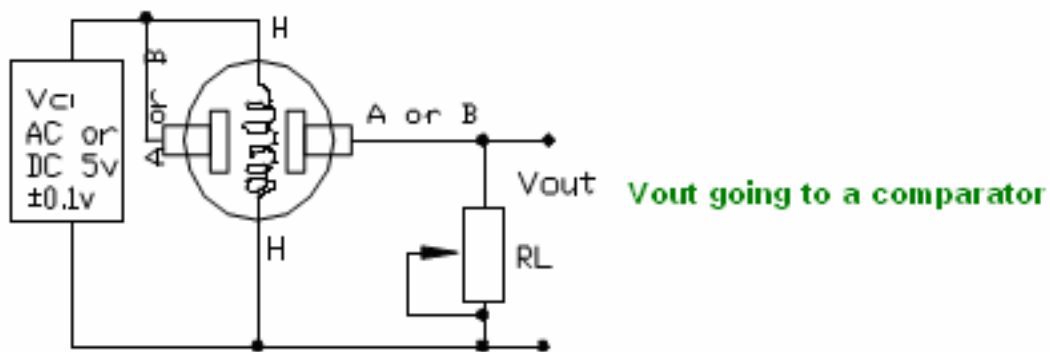 H
A or B
Vc
AC or
DC 5v
±0.1v
A or B
Vout
Vout going to a comparator
H
RL